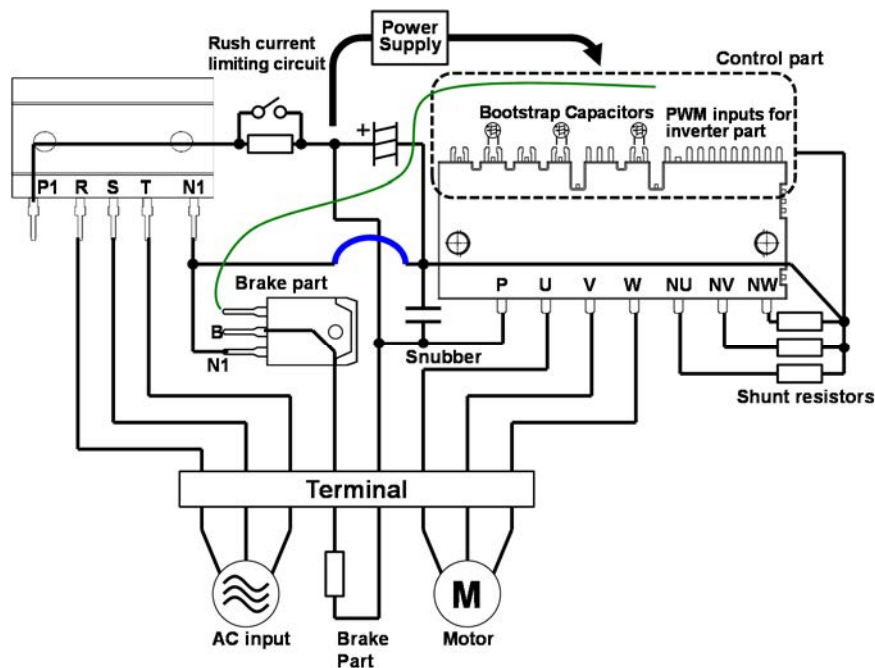 Rush current
limiting circuit
Power
Supply
Control part
+
Bootstrap Capacitors
PWM inputs for
inverter part
P1 R S T N1
Brake part
B
N1
Snubber
P U V W NU NV NW
Shunt resistors
Terminal
M
AC input
Brake
Part
Motor